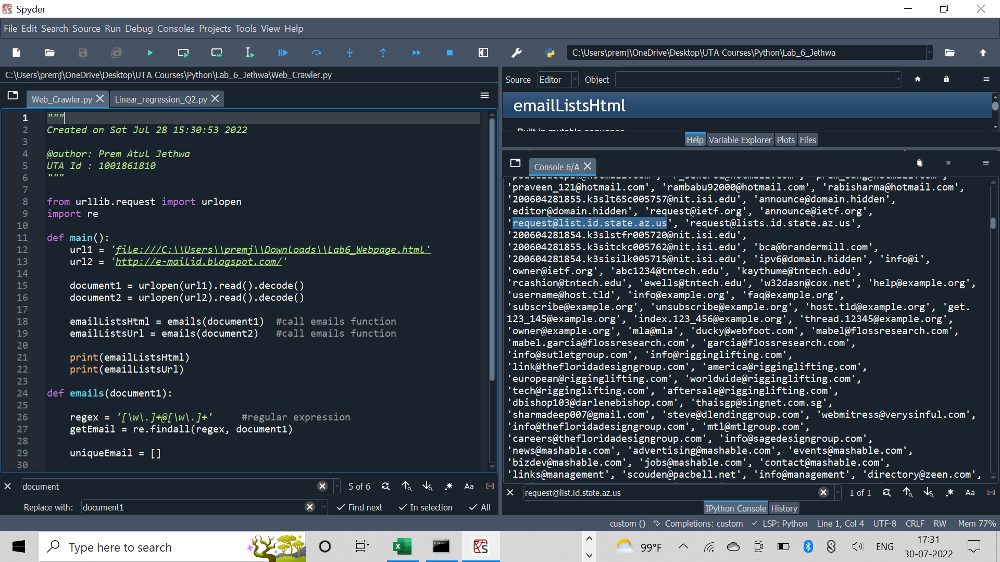 Spyder
File Edit Search Source Run Debug Consoles Projects Tools View Help
C:\Users\premj\OneDrive\Desktop\UTA Courses\Python\Lab_6_Jethwa
C:\Users\premj\OneDrive\Desktop\UTA Courses\Python\Lab_6_Jethwa\Web_Crawler.py
Web_Crawler.py Linear_regression_Q2.py
1 """
2 Created on Sat Jul 28 15:30:53 2022
3
4 @author: Prem Atul Jethwa
5 UTA Id : 1001861810
6 """
7
8 from urllib.request import urlopen
9 import re
10
11 def main():
12 url1 = 'file:///C:\\Users\\premj\\Downloads\\Lab6_Webpage.html'
13 url2 = 'http://e-mailid.blogspot.com/'
14
15 document1 = urlopen(url1).read().decode()
16 document2 = urlopen(url2).read().decode()
17
18 emailListsHtml = emails(document1) #call emails function
19 emailListsUrl = emails(document2) #call emails function
20
21 print(emailListsHtml)
22 print(emailListsUrl)
23
24 def emails(document1):
25
26 regex = '[\w\.]+@[\w\.]+' #regular expression
27 getEmail = re.findall(regex, document1)
28
29 uniqueEmail = []
30
document 5 of 6 Aa
Replace with: document1 Find next In selection All
Source Editor Object
emailListsHtml
Built-in mutable sequence
Help Variable Explorer Plots Files
Console 6/A
'praveen_121@hotmail.com', 'rambabu92000@hotmail.com', 'rabisharma@hotmail.com',
'200604281855.k3slt65c005757@nit.isi.edu', 'announce@domain.hidden',
'editor@domain.hidden', 'request@ietf.org', 'announce@ietf.org',
'request@list.id.state.az.us', 'request@lists.id.state.az.us',
'200604281854.k3slstfr005720@nit.isi.edu',
'200604281855.k3sitckc005762@nit.isi.edu', 'bca@brandermill.com',
'200604281854.k3sisilk005715@nit.isi.edu', 'ipv6@domain.hidden', 'info@i',
'owner@ietf.org', 'abc1234@tntech.edu', 'kaythume@tntech.edu',
'rcashion@tntech.edu', 'ewells@tntech.edu', 'w32dasn@cox.net', 'help@example.org',
'username@host.tld', 'info@example.org', 'faq@example.org',
'subscribe@example.org', 'unsubscribe@example.org', 'host.tld@example.org', 'get.
123_145@example.org', 'index.123_456@example.org', 'thread.12345@example.org',
'owner@example.org', 'mla@mla', 'ducky@webfoot.com', 'mabel@flossresearch.com',
'mabel.garcia@flossresearch.com', 'garcia@flossresearch.com',
'info@sutletgroup.com', 'info@rigginglifting.com',
'link@thefloridadesigngroup.com', 'america@rigginglifting.com',
'european@rigginglifting.com', 'worldwide@rigginglifting.com',
'tech@rigginglifting.com', 'aftersale@rigginglifting.com',
'dbishop103@darlenebishop.com', 'thaisgp@singnet.com.sg',
'sharmadeep007@gmail.com', 'steve@dlendinggroup.com', 'webmitress@verysinful.com',
'info@thefloridadesigngroup.com', 'mtl@mtlgroup.com',
'careers@thefloridadesigngroup.com', 'info@sagedesigngroup.com',
'news@mashable.com', 'advertising@mashable.com', 'events@mashable.com',
'bizdev@mashable.com', 'jobs@mashable.com', 'contact@mashable.com',
'links@management', 'scouden@pacbell.net', 'info@management', 'directory@zeen.com',
request@list.id.state.az.us 1 of 1 Aa
IPython Console History
custom () Completions: custom LSP: Python Line 1, Col 4 UTF-8 CRLF RW Mem 77%
Type here to search
99°F
ENG
17:31
30-07-2022